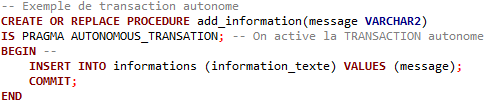 -- Exemple de transaction autonome
CREATE OR REPLACE PROCEDURE add_information(message VARCHAR2)
IS PRAGMA AUTONOMOUS_TRANSATION; -- On active la TRANSACTION autonome
BEGIN --
INSERT INTO informations (information_texte) VALUES (message);
COMMIT;
END